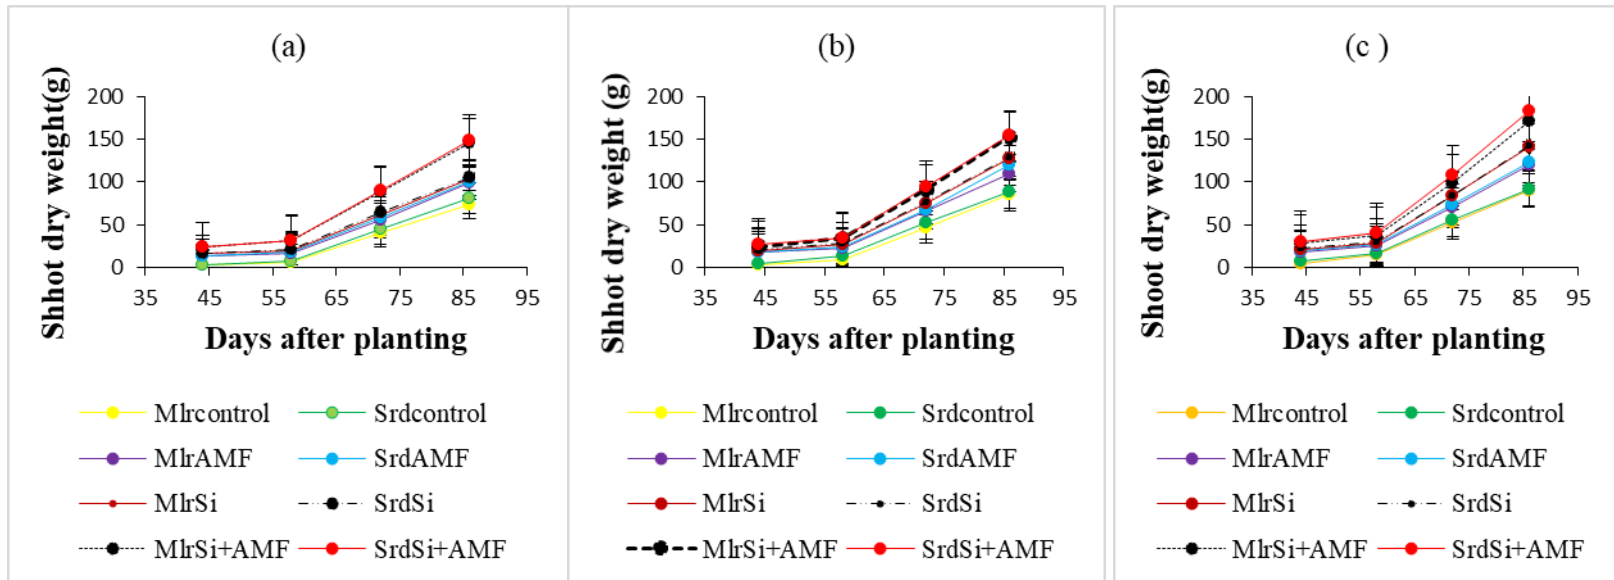 (a)
Shhot dry weight(g)
200
150
100
50
0
35 45 55 65 75 85 95
Days after planting
Mlrcontrol Srdcontrol
MlrAMF SrdAMF
MlrSi SrdSi
MlrSi+AMF SrdSi+AMF
(b)
Shhot dry weight (g)
200
150
100
50
0
35 45 55 65 75 85 95
Days after planting
Mlrcontrol Srdcontrol
MlrAMF SrdAMF
MlrSi SrdSi
MlrSi+AMF SrdSi+AMF
(c )
Shoot dry weight(g)
200
150
100
50
0
35 45 55 65 75 85 95
Days after planting
Mlrcontrol Srdcontrol
MlrAMF SrdAMF
MlrSi SrdSi
MlrSi+AMF SrdSi+AMF